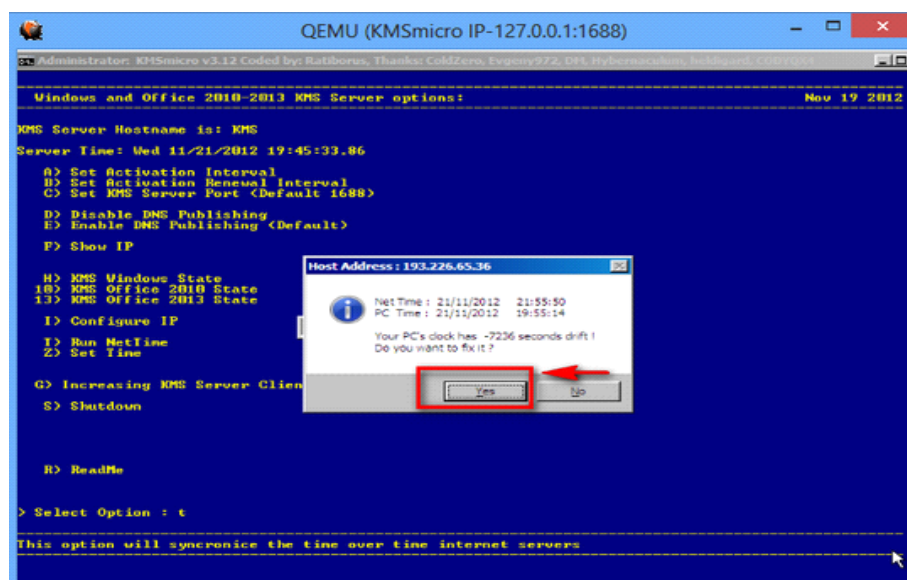 QEMU (KMSmicro IP-127.0.0.1:1688)
Administrator: KMSmicro v3.12 Coded by: Ratiborus, Thanks: ColdZero, Evgeny972, DH,
Windows and Office 2010-2013 KMS Server options: Nov 19 2012
KMS Server Hostname is: KMS
Server Time: Wed 11/21/2012 19:45:33.86
A> Set Activation Interval
B> Set Activation Renewal Interval
C> Set KMS Server Port <Default 1688>
D> Disable DNS Publishing
E> Enable DNS Publishing <Default>
F> Show IP
H> KMS Windows State
10> KMS Office 2010 State
13> KMS Office 2013 State
I> Configure IP
T> Run NetTime
Z> Set Time
G> Increasing KMS Server Clien
S> Shutdown
R> ReadMe
> Select Option : t
This option will syncronice the time over time internet servers
Host Address : 193.226.65.36
Net Time : 21/11/2012 21:55:50
PC Time : 21/11/2012 19:55:14
Your PC's clock has -7236 seconds drift !
Do you want to fix it ?
Yes No